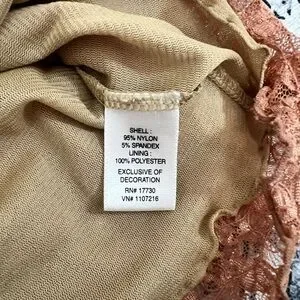 SHELL :
95% NYLON
5% SPANDEX
LINING :
100% POLYESTER
EXCLUSIVE OF
DECORATION
RN# 17730
VN# 1107216